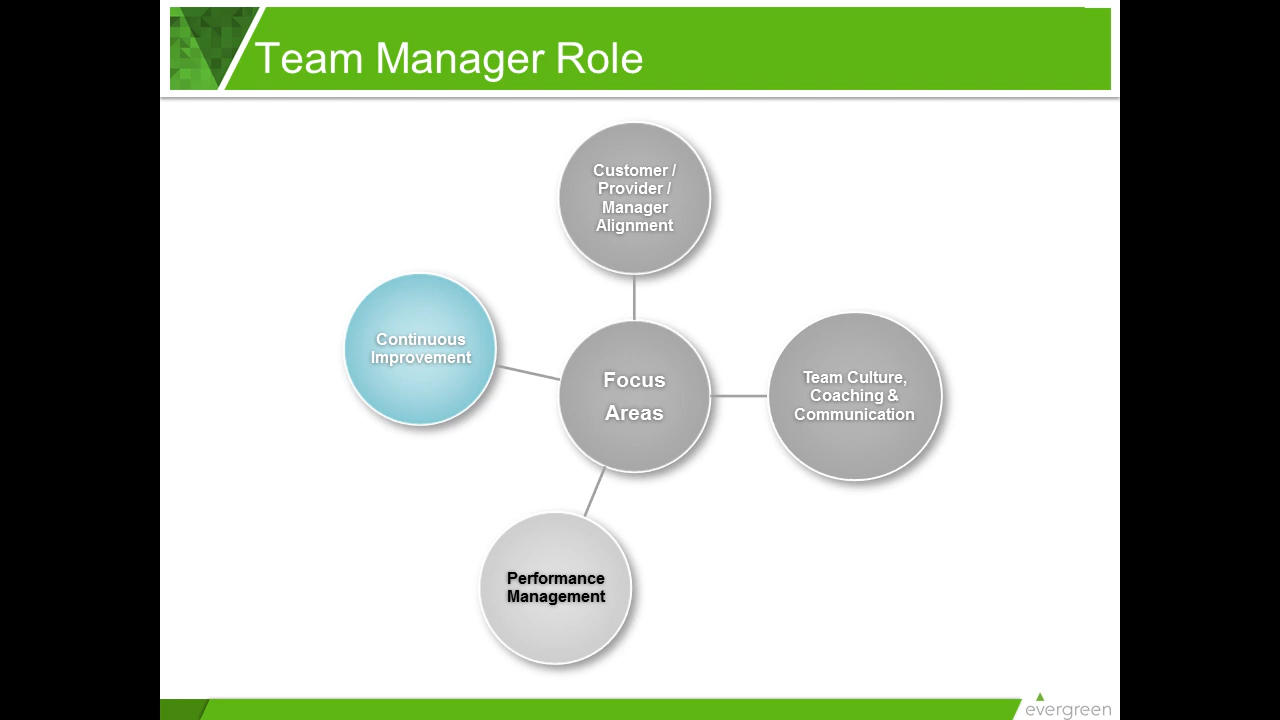 Team Manager Role
Customer /
Provider /
Manager
Alignment
Continuous
Improvement
Focus
Areas
Team Culture,
Coaching &
Communication
Performance
Management
evergreen